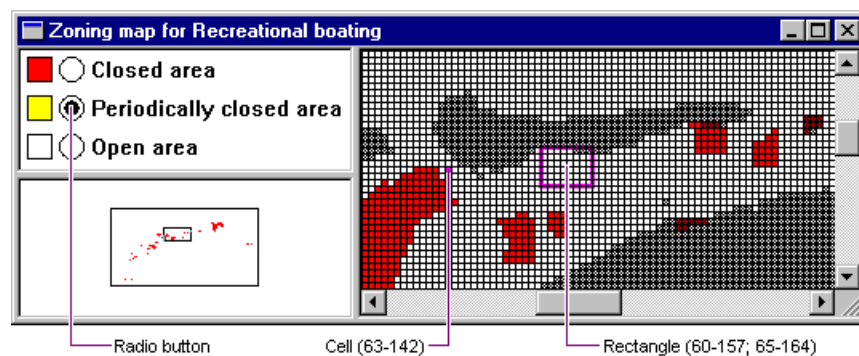 Zoning map for Recreational boating
Closed area
Periodically closed area
Open area
Radio button
Cell (63-142)
Rectangle (60-157; 65-164)